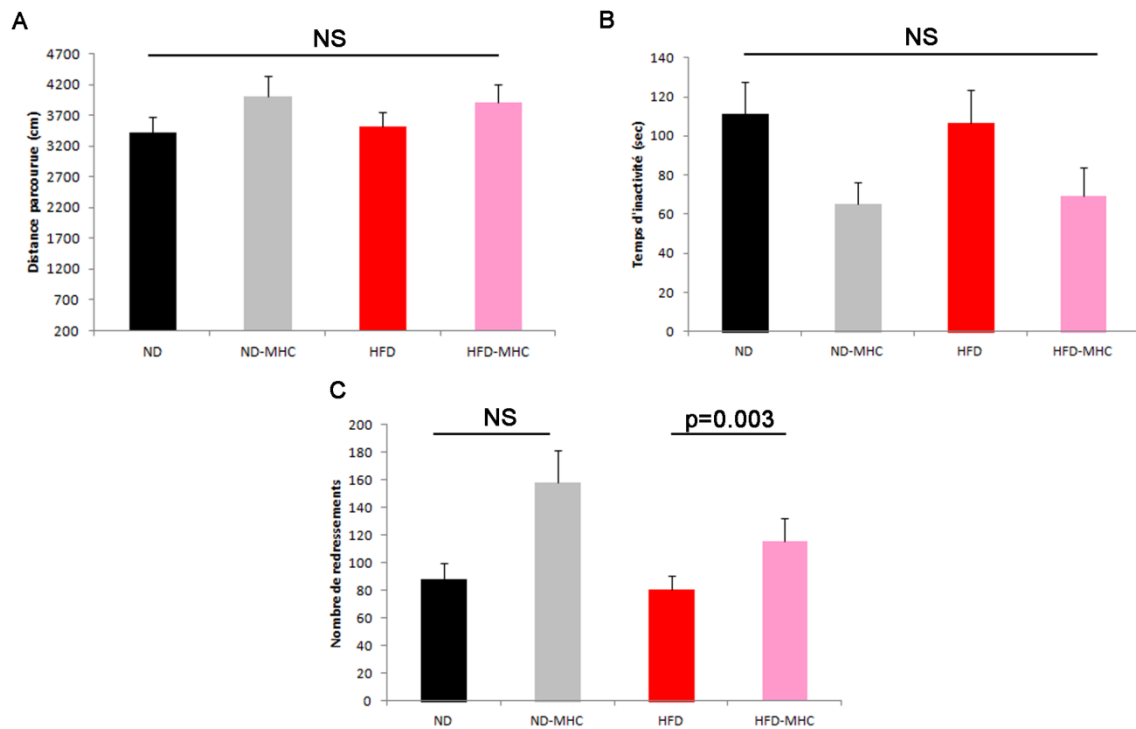 A
NS
Distance parcourue (cm)
4700
4200
3700
3200
2700
2200
1700
1200
700
200
ND
ND-MHC
HFD
HFD-MHC
B
NS
Temps d'inactivité (sec)
140
120
100
80
60
40
20
0
ND
ND-MHC
HFD
HFD-MHC
C
NS
p=0.003
Nombre de redressements
200
180
160
140
120
100
80
60
40
20
0
ND
ND-MHC
HFD
HFD-MHC